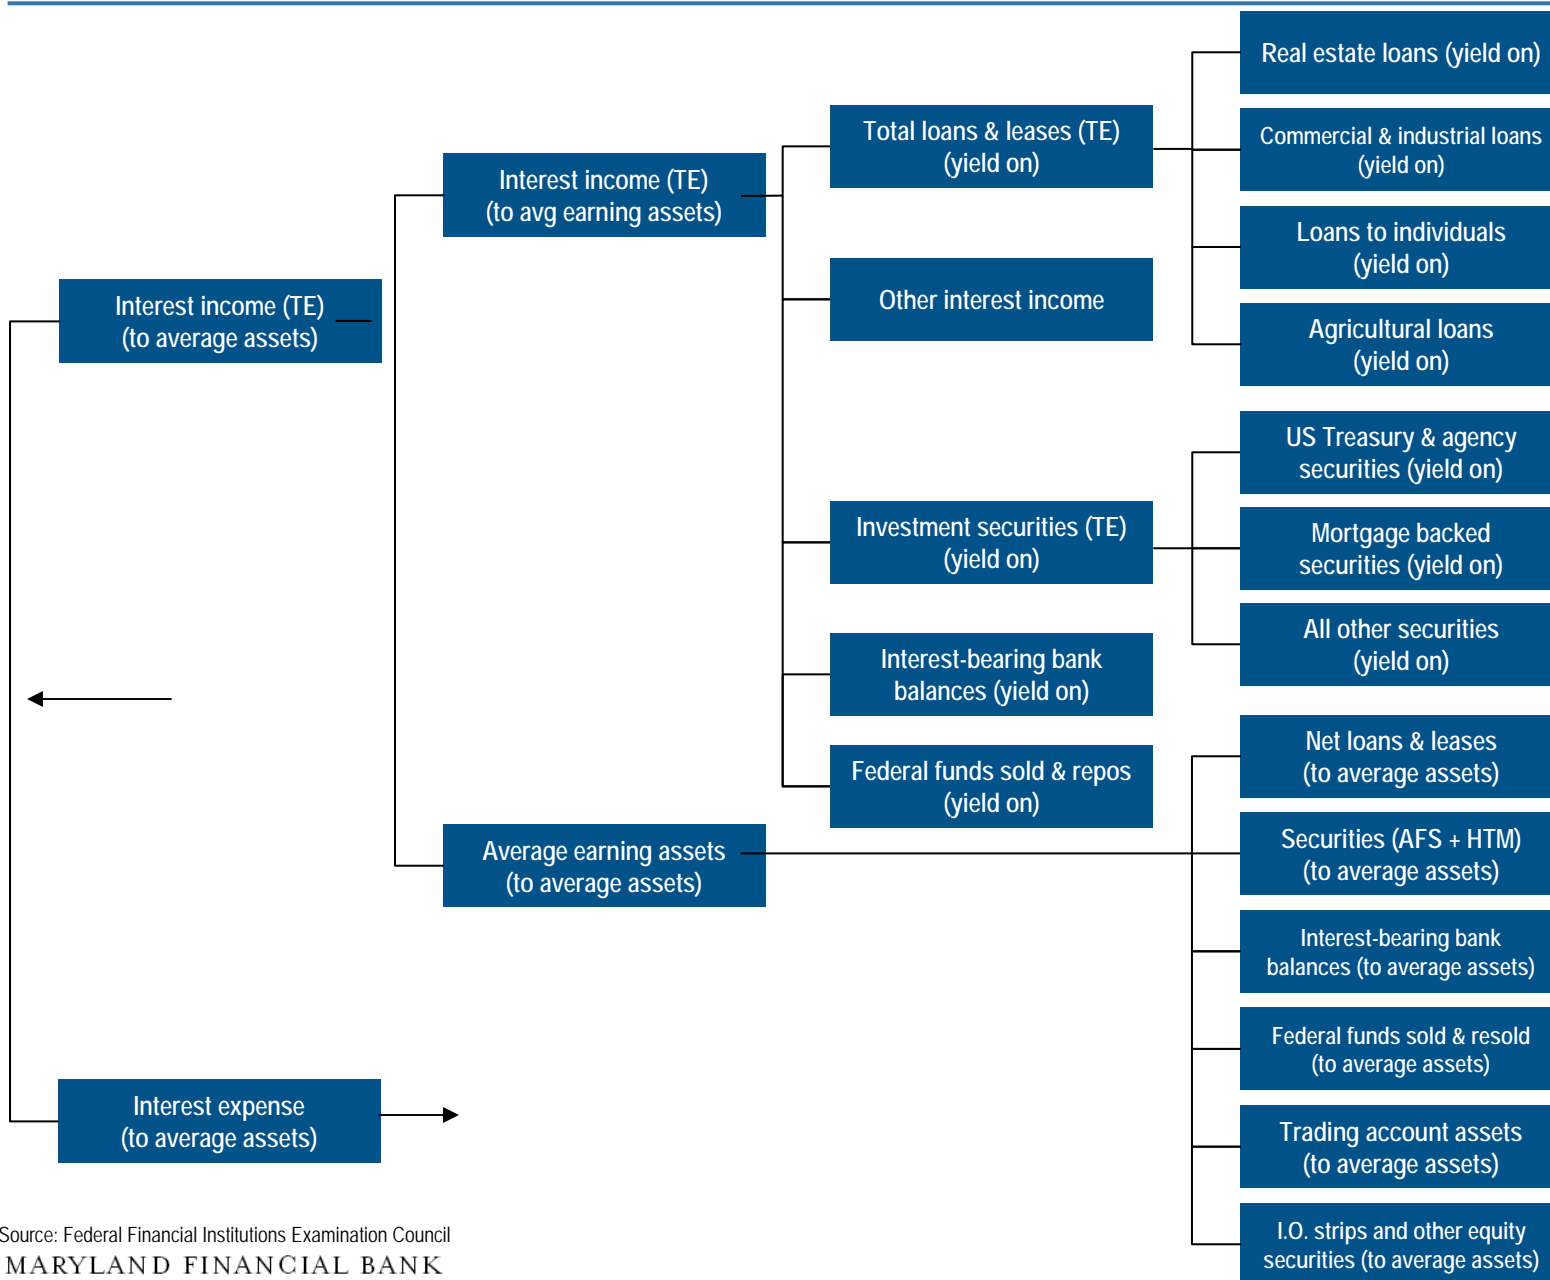 Interest income (TE)
(to average assets)
Interest expense
(to average assets)
Interest income (TE)
(to avg earning assets)
Average earning assets
(to average assets)
Total loans & leases (TE)
(yield on)
Other interest income
Investment securities (TE)
(yield on)
Interest-bearing bank
balances (yield on)
Federal funds sold & repos
(yield on)
Real estate loans (yield on)
Commercial & industrial loans
(yield on)
Loans to individuals
(yield on)
Agricultural loans
(yield on)
US Treasury & agency
securities (yield on)
Mortgage backed
securities (yield on)
All other securities
(yield on)
Net loans & leases
(to average assets)
Securities (AFS + HTM)
(to average assets)
Interest-bearing bank
balances (to average assets)
Federal funds sold & resold
(to average assets)
Trading account assets
(to average assets)
I.O. strips and other equity
securities (to average assets)
Source: Federal Financial Institutions Examination Council
MARYLAND FINANCIAL BANK